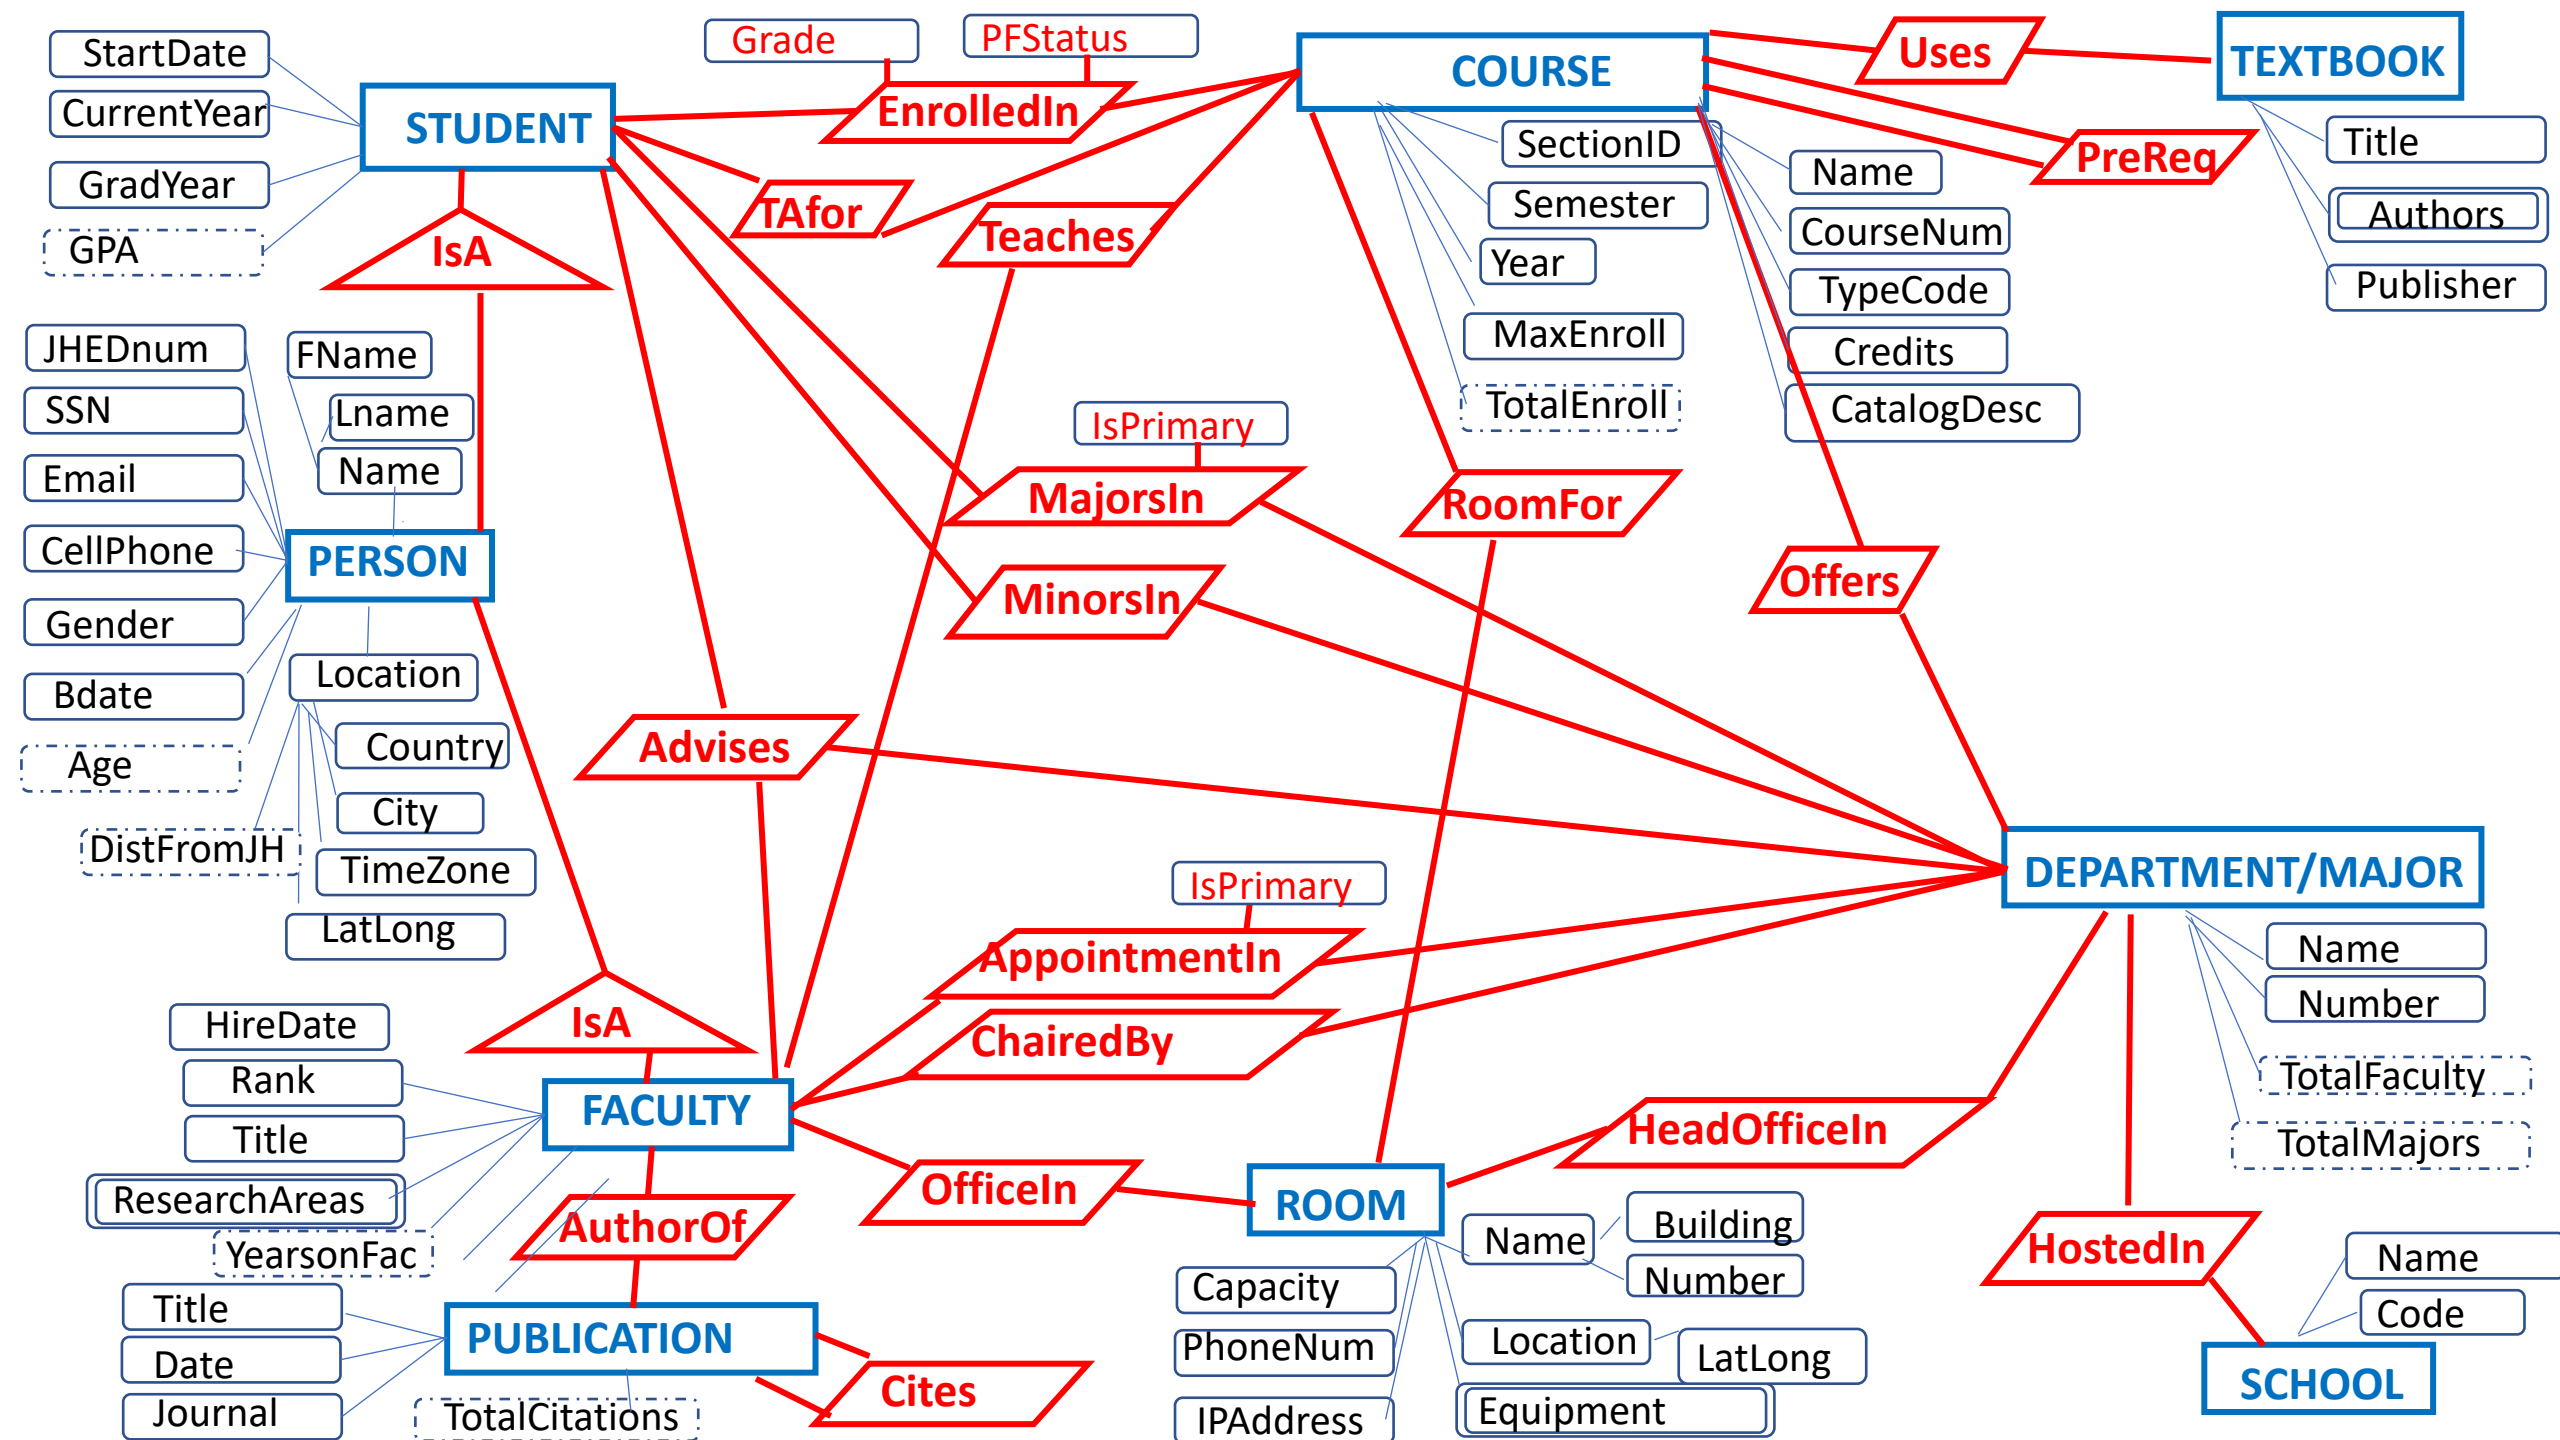 StartDate
CurrentYear
GradYear
GPA
STUDENT
IsA
Grade
PFStatus
EnrolledIn
TAfor
Teaches
COURSE
SectionID
Semester
Year
MaxEnroll
TotalEnroll
Name
CourseNum
TypeCode
Credits
CatalogDesc
Uses
PreReq
TEXTBOOK
Title
Authors
Publisher
JHEDnum
SSN
Email
CellPhone
Gender
Bdate
Age
DistFromJH
FName
Lname
Name
PERSON
Location
Country
City
TimeZone
LatLong
IsPrimary
MajorsIn
MinorsIn
RoomFor
Offers
Advises
DEPARTMENT/MAJOR
Name
Number
TotalFaculty
TotalMajors
IsPrimary
AppointmentIn
ChairedBy
IsA
HireDate
Rank
Title
ResearchAreas
YearsonFac
FACULTY
AuthorOf
OfficeIn
HeadOfficeIn
HostedIn
ROOM
Name
Building
Number
Capacity
PhoneNum
IPAddress
Location
LatLong
Equipment
Name
Code
SCHOOL
Title
Date
Journal
PUBLICATION
TotalCitations
Cites